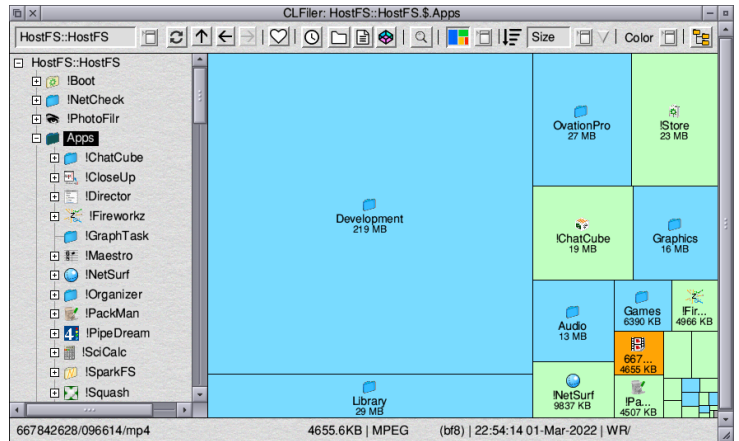 CLFiler: HostFS::HostFS.$.Apps
HostFS::HostFS
Size
Color
HostFS::HostFS
!Boot
!NetCheck
!PhotoFilr
Apps
!ChatCube
!CloseUp
!Director
!Fireworkz
!GraphTask
!Maestro
!NetSurf
!Organizer
!PackMan
!PipeDream
!SciCalc
!SparkFS
!Squash
Development
219 MB
Library
29 MB
OvationPro
27 MB
!Store
23 MB
!ChatCube
19 MB
Graphics
16 MB
Audio
13 MB
Games
6390 KB
!Fir...
4966 KB
667...
4655 KB
!NetSurf
9837 KB
!Pa...
4507 KB
667842628/096614/mp4
4655.6KB | MPEG
(bf8) | 22:54:14 01-Mar-2022 | WR/